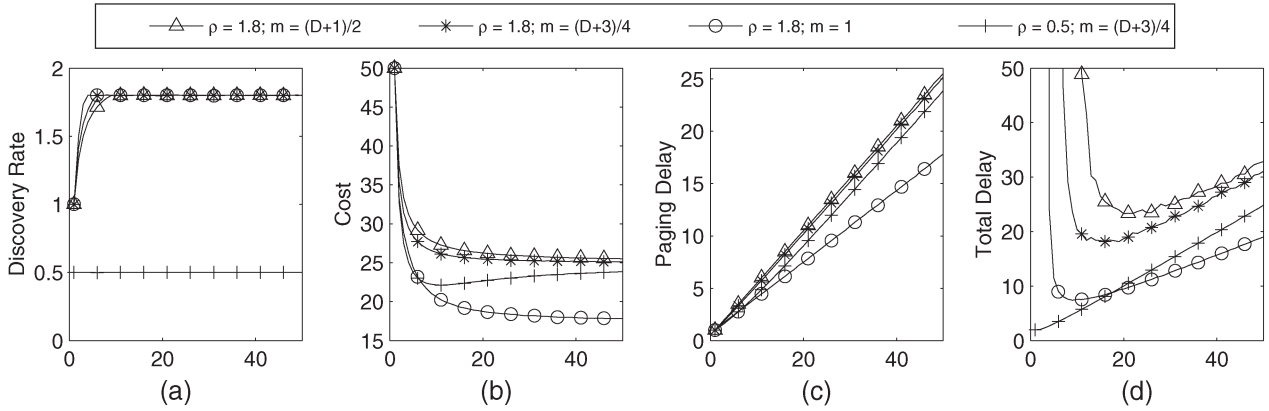 ρ = 1.8; m = (D+1)/2 ρ = 1.8; m = (D+3)/4 ρ = 1.8; m = 1 ρ = 0.5; m = (D+3)/4
Discovery Rate
2
1.5
1
0.5
0
0 20 40
(a)
Cost
50
45
40
35
30
25
20
15
0 20 40
(b)
Paging Delay
25
20
15
10
5
0
0 20 40
(c)
Total Delay
50
40
30
20
10
0
0 20 40
(d)